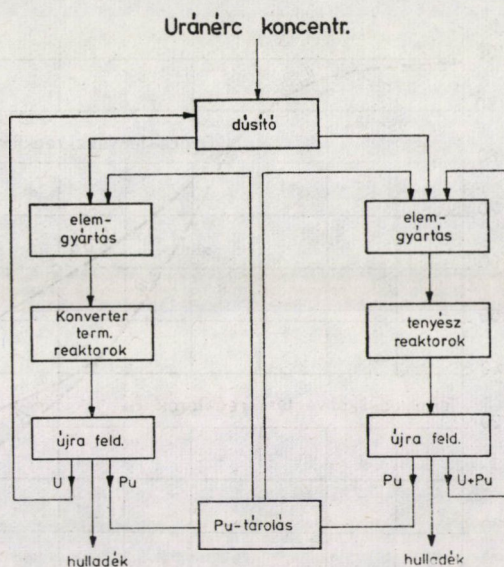 Uránérc koncentr.
dúsító
elem-
gyártás
elem-
gyártás
Konverter
term.
reaktorok
tenyész
reaktorok
újra feld.
újra feld.
U
Pu
Pu
U+Pu
Pu-tárolás
hulladék
hulladék